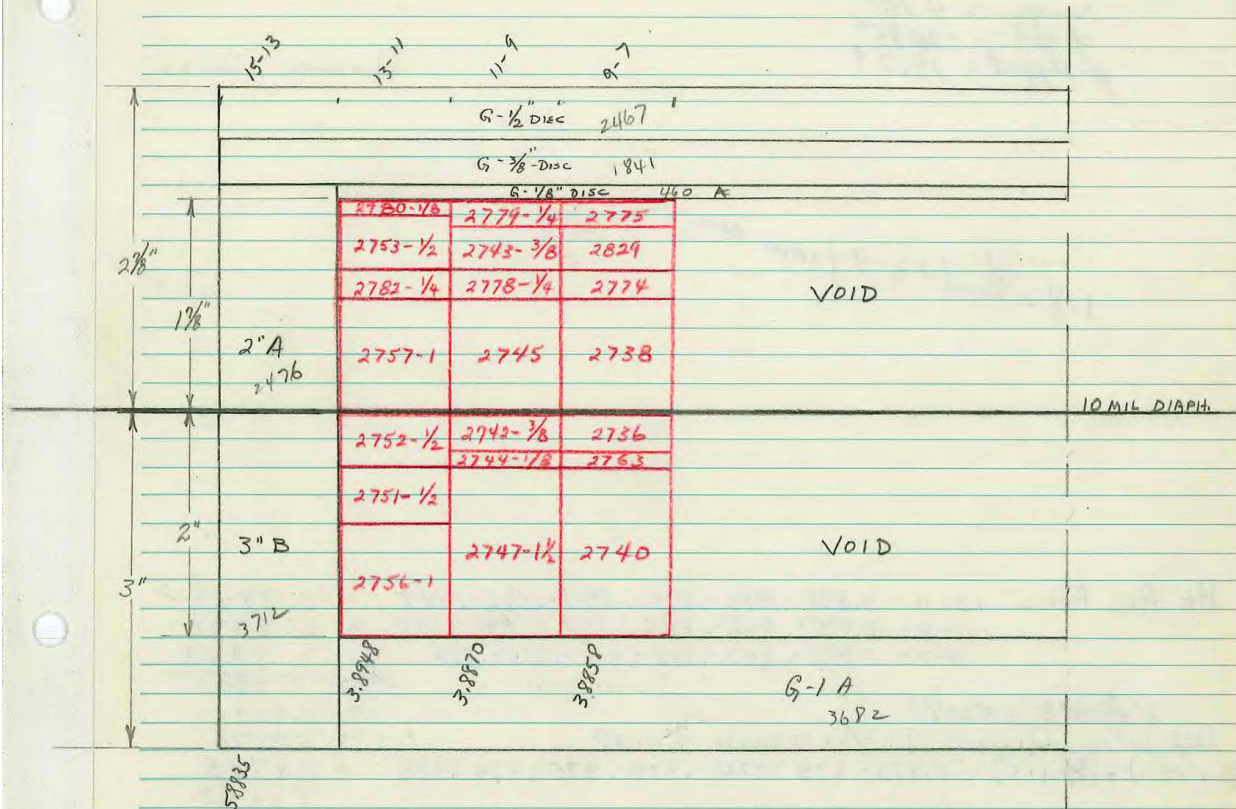 15-13 13-11 11-9 9-7
G-1/2" DISC 2467
G-3/8"-DISC 1841
G-1/8" DISC 460 A
2780-1/8 2779-1/4 2775
2753-1/2 2743-3/8 2829
2782-1/4 2778-1/4 2774
2 7/8"
VOID
1 7/8"
2" A
2476
2757-1 2745 2738
10 MIL DIAPH.
2752-1/2 2742-3/8 2736
2744-1/8 2763
2751-1/2
2"
3" B
2747-1 1/2 2740
VOID
3"
2756-1
3712
3.8948 3.8870 3.8858
G-1 A
3682
58835